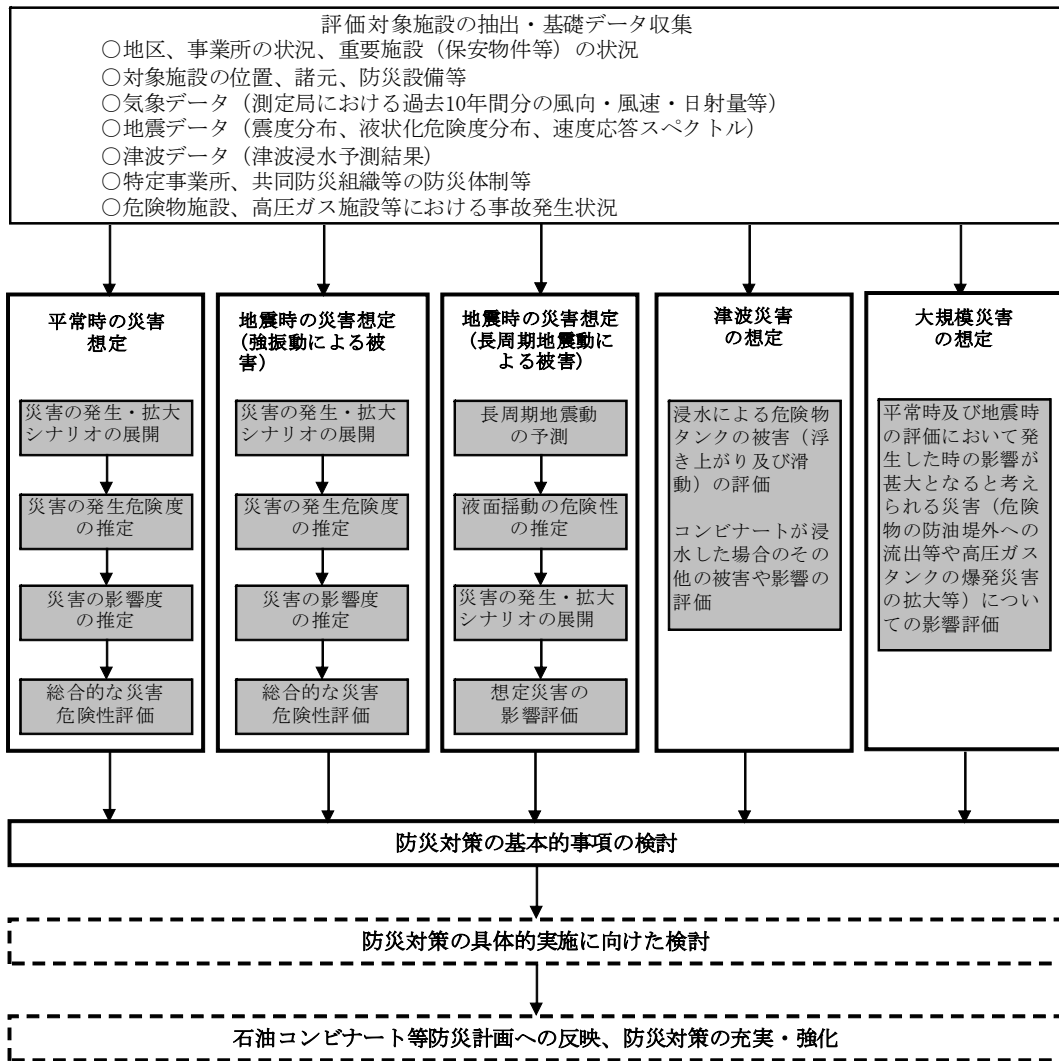 評価対象施設の抽出・基礎データ収集
○地区、事業所の状況、重要施設（保安物件等）の状況
○対象施設の位置、諸元、防災設備等
○気象データ（測定局における過去10年間分の風向・風速・日射量等）
○地震データ（震度分布、液状化危険度分布、速度応答スペクトル）
○津波データ（津波浸水予測結果）
○特定事業所、共同防災組織等の防災体制等
○危険物施設、高圧ガス施設等における事故発生状況
平常時の災害
想定
災害の発生・拡大
シナリオの展開
災害の発生危険度
の推定
災害の影響度
の推定
総合的な災害
危険性評価
地震時の災害想定
（強振動による被
害）
災害の発生・拡大
シナリオの展開
災害の発生危険度
の推定
災害の影響度
の推定
総合的な災害
危険性評価
地震時の災害想定
（長周期地震動に
よる被害）
長周期地震動
の予測
液面揺動の危険性
の推定
災害の発生・拡大
シナリオの展開
想定災害の
影響評価
津波災害
の想定
浸水による危険物
タンクの被害（浮
き上がり及び滑
動）の評価
コンビナートが浸
水した場合のその
他の被害や影響の
評価
大規模災害
の想定
平常時及び地震時
の評価において発
生した時の影響が
甚大となると考え
られる災害（危険
物の防油堤外への
流出等や高圧ガス
タンクの爆発災害
の拡大等）につい
ての影響評価
防災対策の基本的事項の検討
防災対策の具体的実施に向けた検討
石油コンビナート等防災計画への反映、防災対策の充実・強化